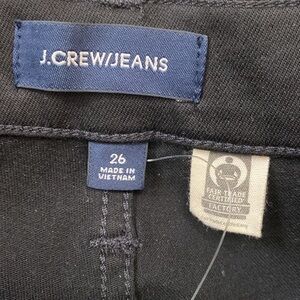 J.CREW/JEANS
26
MADE IN
VIETNAM
FAIR TRADE
CERTIFIED
FACTORY